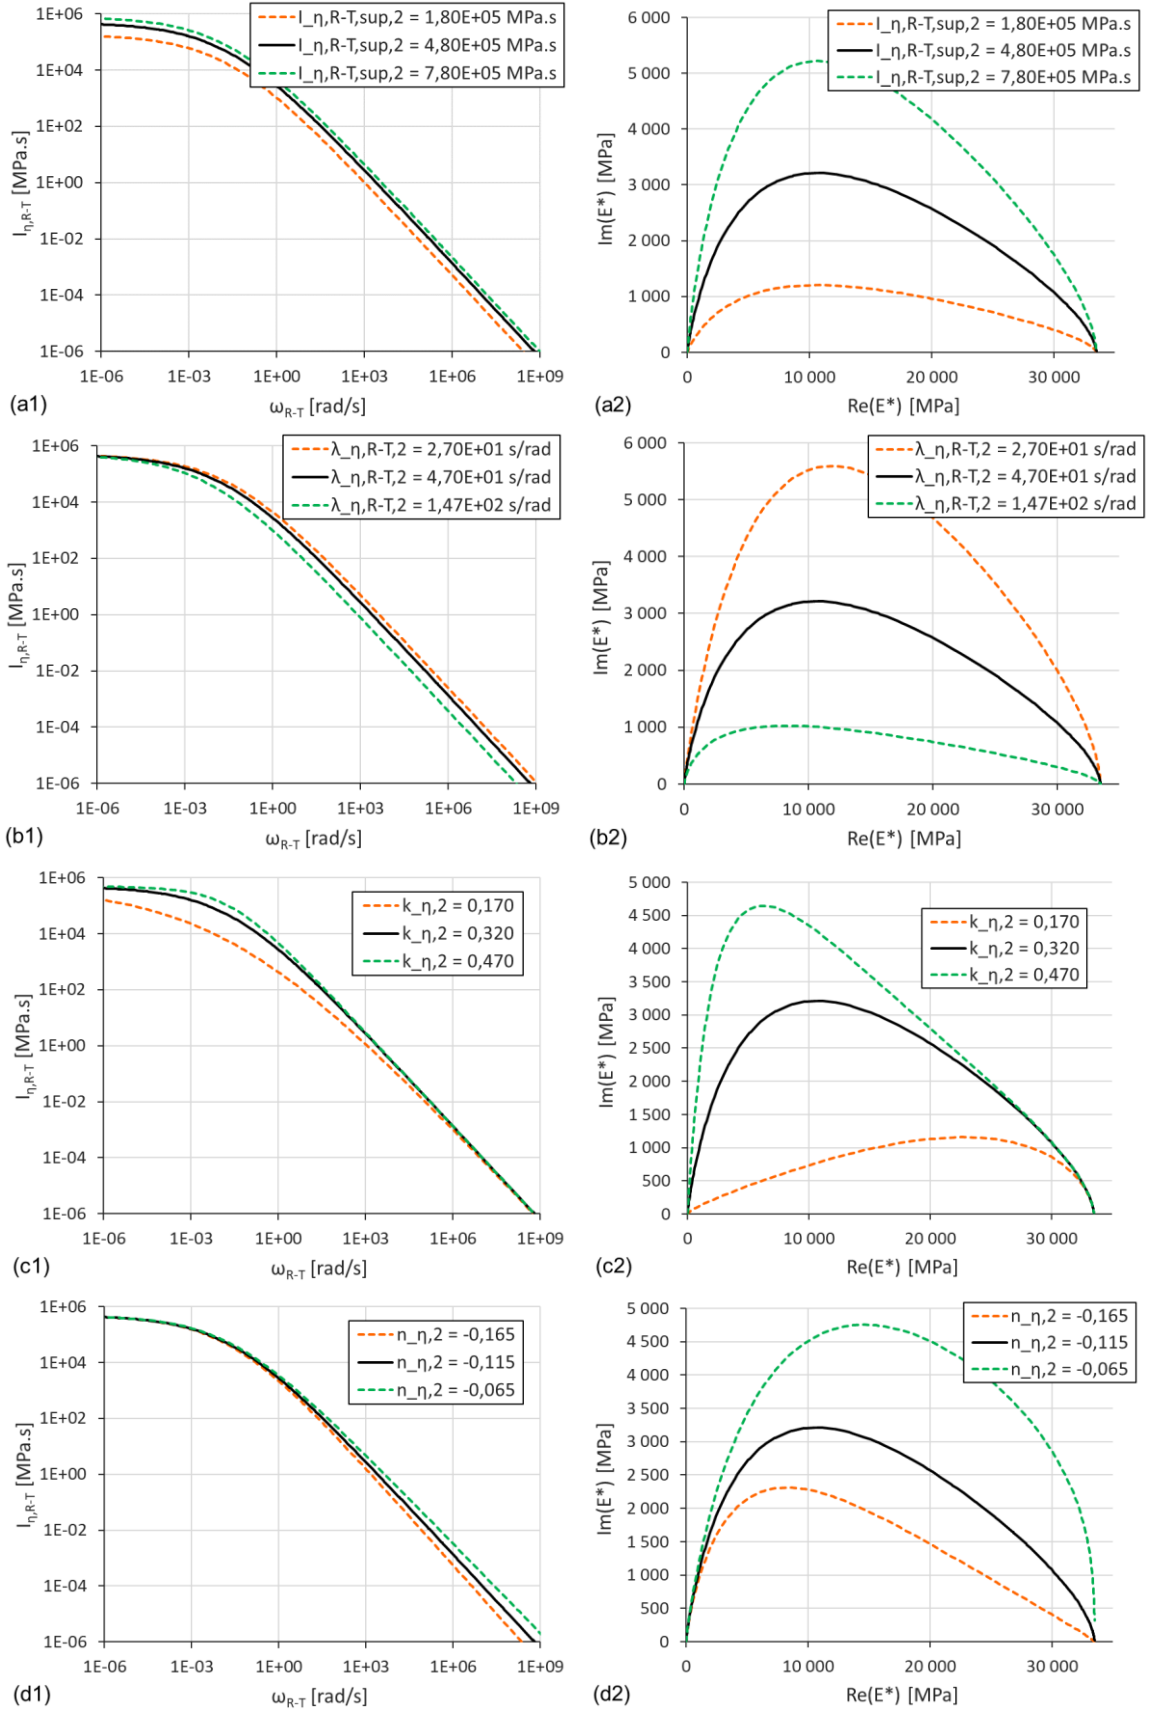 I_η,R-T,sup,2 = 1,80E+05 MPa.s
I_η,R-T,sup,2 = 4,80E+05 MPa.s
I_η,R-T,sup,2 = 7,80E+05 MPa.s
1E+06
1E+04
1E+02
1E+00
1E-02
1E-04
1E-06
I_η,R-T [MPa.s]
1E-06 1E-03 1E+00 1E+03 1E+06 1E+09
ω_R-T [rad/s]
(a1)
I_η,R-T,sup,2 = 1,80E+05 MPa.s
I_η,R-T,sup,2 = 4,80E+05 MPa.s
I_η,R-T,sup,2 = 7,80E+05 MPa.s
6 000
5 000
4 000
3 000
2 000
1 000
0
Im(E*) [MPa]
0 10 000 20 000 30 000
Re(E*) [MPa]
(a2)
λ_η,R-T,2 = 2,70E+01 s/rad
λ_η,R-T,2 = 4,70E+01 s/rad
λ_η,R-T,2 = 1,47E+02 s/rad
1E+06
1E+04
1E+02
1E+00
1E-02
1E-04
1E-06
I_η,R-T [MPa.s]
1E-06 1E-03 1E+00 1E+03 1E+06 1E+09
ω_R-T [rad/s]
(b1)
λ_η,R-T,2 = 2,70E+01 s/rad
λ_η,R-T,2 = 4,70E+01 s/rad
λ_η,R-T,2 = 1,47E+02 s/rad
6 000
5 000
4 000
3 000
2 000
1 000
0
Im(E*) [MPa]
0 10 000 20 000 30 000
Re(E*) [MPa]
(b2)
k_η,2 = 0,170
k_η,2 = 0,320
k_η,2 = 0,470
1E+06
1E+04
1E+02
1E+00
1E-02
1E-04
1E-06
I_η,R-T [MPa.s]
1E-06 1E-03 1E+00 1E+03 1E+06 1E+09
ω_R-T [rad/s]
(c1)
k_η,2 = 0,170
k_η,2 = 0,320
k_η,2 = 0,470
5 000
4 500
4 000
3 500
3 000
2 500
2 000
1 500
1 000
500
0
Im(E*) [MPa]
0 10 000 20 000 30 000
Re(E*) [MPa]
(c2)
n_η,2 = -0,165
n_η,2 = -0,115
n_η,2 = -0,065
1E+06
1E+04
1E+02
1E+00
1E-02
1E-04
1E-06
I_η,R-T [MPa.s]
1E-06 1E-03 1E+00 1E+03 1E+06 1E+09
ω_R-T [rad/s]
(d1)
n_η,2 = -0,165
n_η,2 = -0,115
n_η,2 = -0,065
5 000
4 500
4 000
3 500
3 000
2 500
2 000
1 500
1 000
500
0
Im(E*) [MPa]
0 10 000 20 000 30 000
Re(E*) [MPa]
(d2)